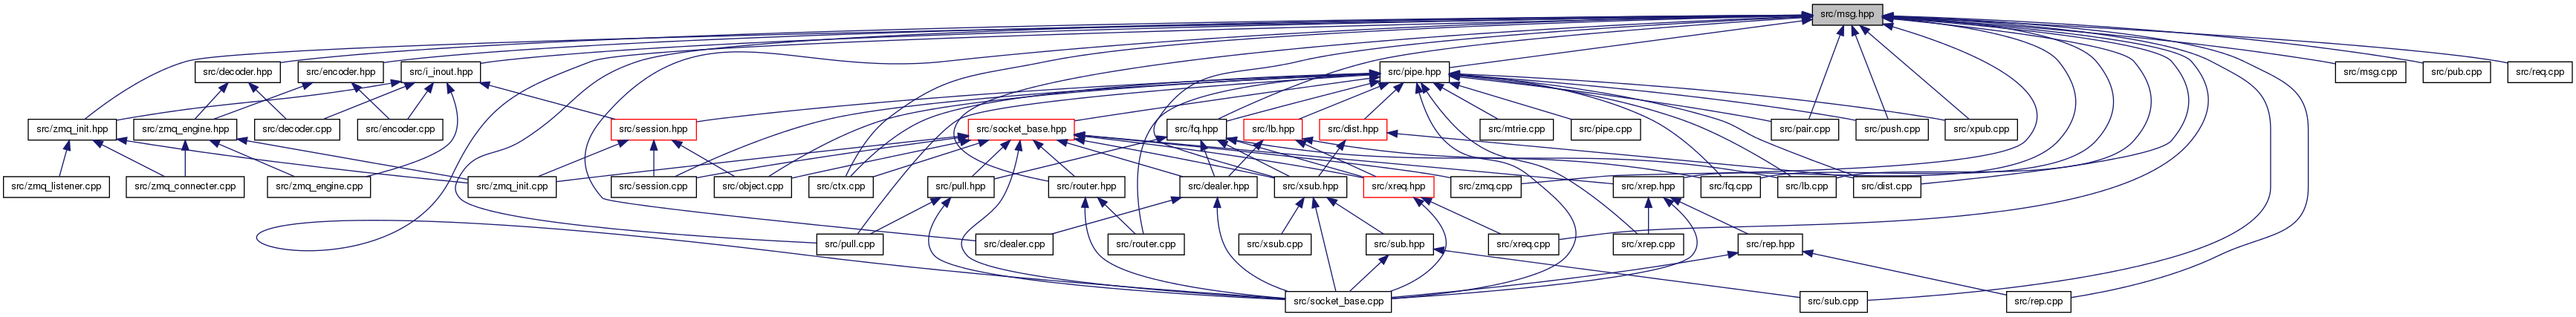 src/msg.hpp
src/decoder.hpp
src/encoder.hpp
src/i_inout.hpp
src/pipe.hpp
src/msg.cpp
src/pub.cpp
src/req.cpp
src/zmq_init.hpp
src/zmq_engine.hpp
src/decoder.cpp
src/encoder.cpp
src/session.hpp
src/socket_base.hpp
src/fq.hpp
src/lb.hpp
src/dist.hpp
src/mtrie.cpp
src/pipe.cpp
src/pair.cpp
src/push.cpp
src/xpub.cpp
src/zmq_listener.cpp
src/zmq_connecter.cpp
src/zmq_engine.cpp
src/zmq_init.cpp
src/session.cpp
src/object.cpp
src/ctx.cpp
src/pull.hpp
src/router.hpp
src/dealer.hpp
src/xsub.hpp
src/xreq.hpp
src/zmq.cpp
src/xrep.hpp
src/fq.cpp
src/lb.cpp
src/dist.cpp
src/pull.cpp
src/dealer.cpp
src/router.cpp
src/xsub.cpp
src/sub.hpp
src/xreq.cpp
src/xrep.cpp
src/rep.hpp
src/socket_base.cpp
src/sub.cpp
src/rep.cpp